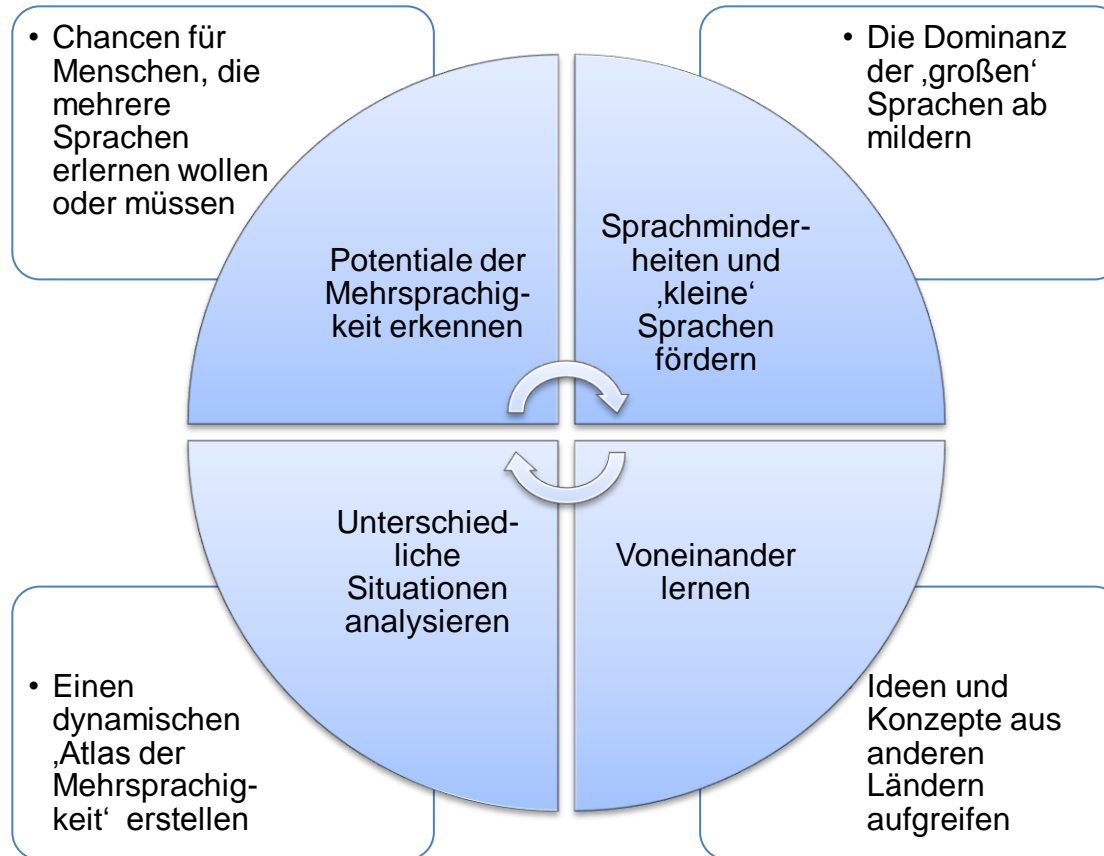 • Chancen für
Menschen, die
mehrere
Sprachen
erlernen wollen
oder müssen
• Die Dominanz
der ‚großen‘
Sprachen ab
mildern
Potentiale der
Mehrsprachig-
keit erkennen
Sprachminder-
heiten und
‚kleine‘
Sprachen
fördern
Unterschied-
liche
Situationen
analysieren
Voneinander
lernen
• Einen
dynamischen
‚Atlas der
Mehrsprachig-
keit‘ erstellen
Ideen und
Konzepte aus
anderen
Ländern
aufgreifen